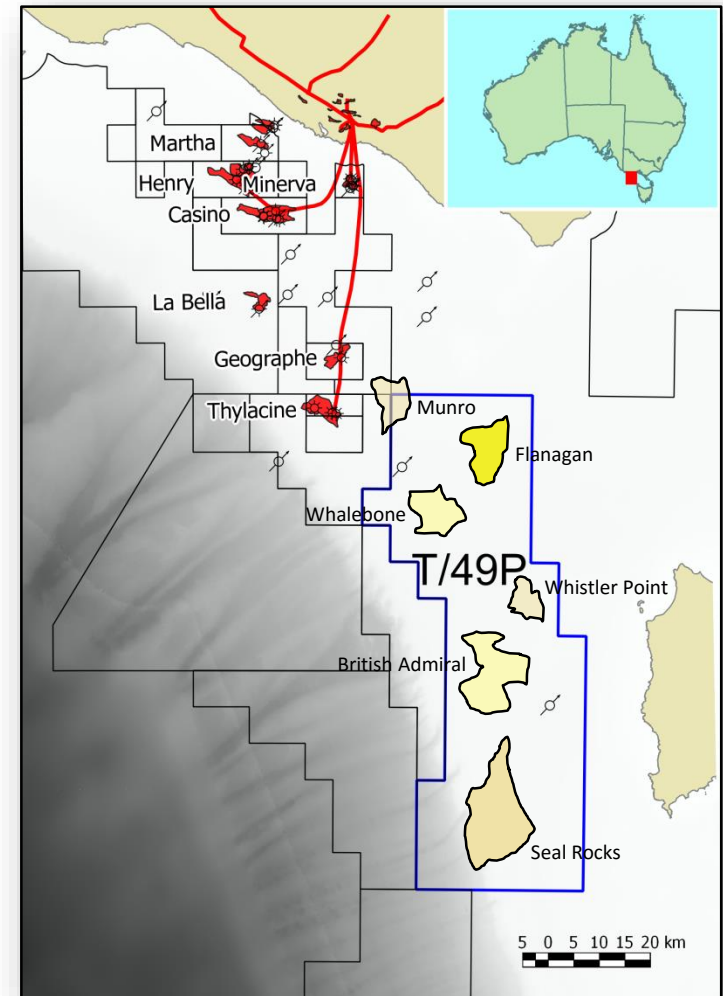 Martha
Henry
Minerva
Casino
La Bellá
Geographe
Thylacine
Munro
Flanagan
Whalebone
T/49P
Whistler Point
British Admiral
Seal Rocks
5 0 5 10 15 20 km